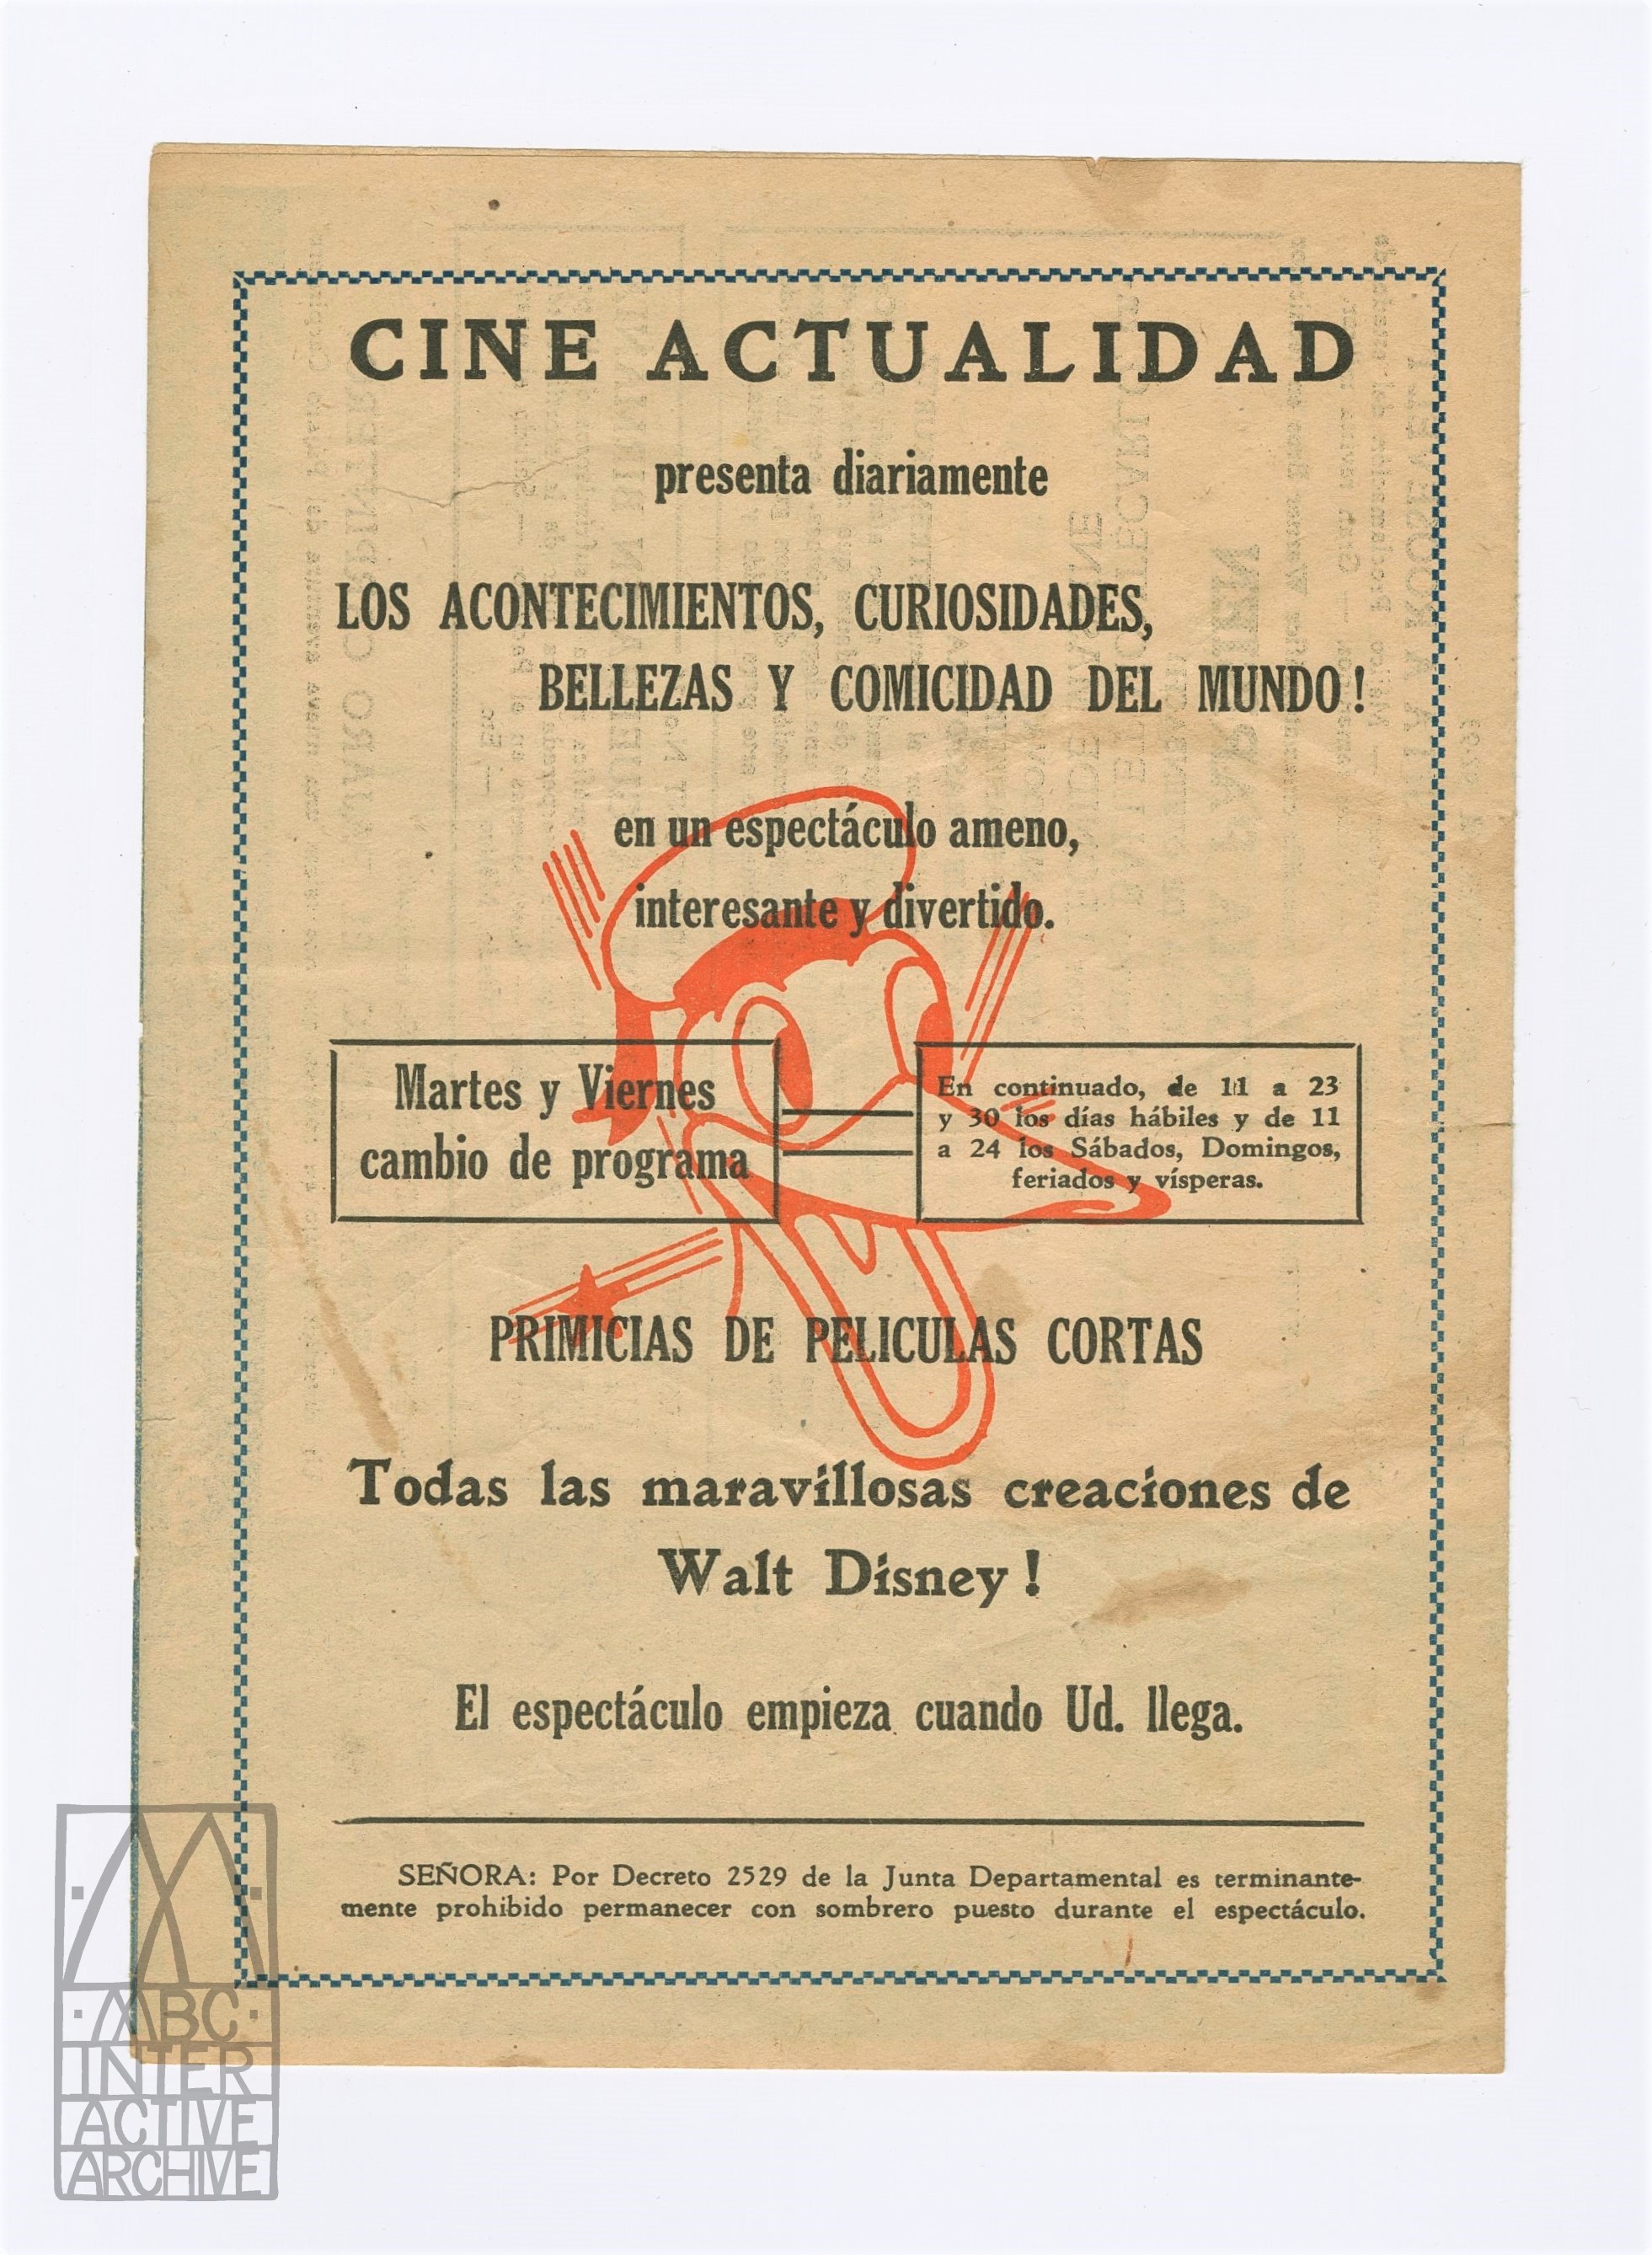 CINE ACTUALIDAD
presenta diariamente
LOS ACONTECIMIENTOS, CURIOSIDADES,
BELLEZAS Y COMICIDAD DEL MUNDO!
en un espectáculo ameno,
interesante y divertido.
Martes y Viernes
cambio de programa
En continuado, de 11 a 23
y 30 los días hábiles y de 11
a 24 los Sábados, Domingos,
feriados y vísperas.
PRIMICIAS DE PELICULAS CORTAS
Todas las maravillosas creaciones de
Walt Disney!
El espectáculo empieza cuando Ud. llega.
SEÑORA: Por Decreto 2529 de la Junta Departamental es terminante-
mente prohibido permanecer con sombrero puesto durante el espectáculo.
ABC
INTER
ACTIVE
ARCHIVE